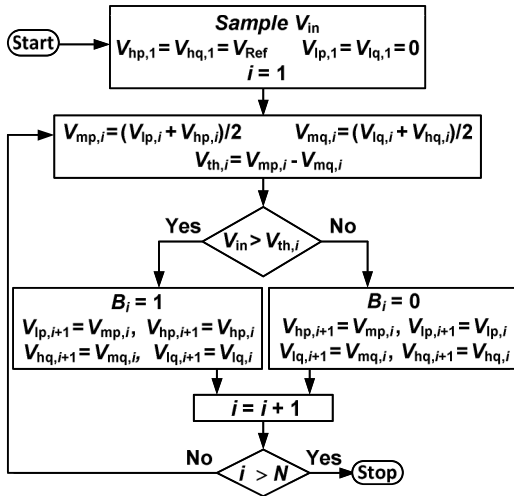 Start
Sample Vin
Vhp,1=Vhq,1=VRef Vlp,1=Vlq,1=0
i = 1
Vmp,i=(Vlp,i+Vhp,i)/2 Vmq,i=(Vlq,i+Vhq,i)/2
Vth,i=Vmp,i-Vmq,i
Yes No
Vin>Vth,i
Bi = 1
Vlp,i+1=Vmp,i, Vhp,i+1=Vhp,i
Vhq,i+1=Vmq,i, Vlq,i+1=Vlq,i
Bi = 0
Vhp,i+1=Vmp,i, Vlp,i+1=Vlp,i
Vlq,i+1=Vmq,i, Vhq,i+1=Vhq,i
i = i + 1
No Yes
i > N
Stop